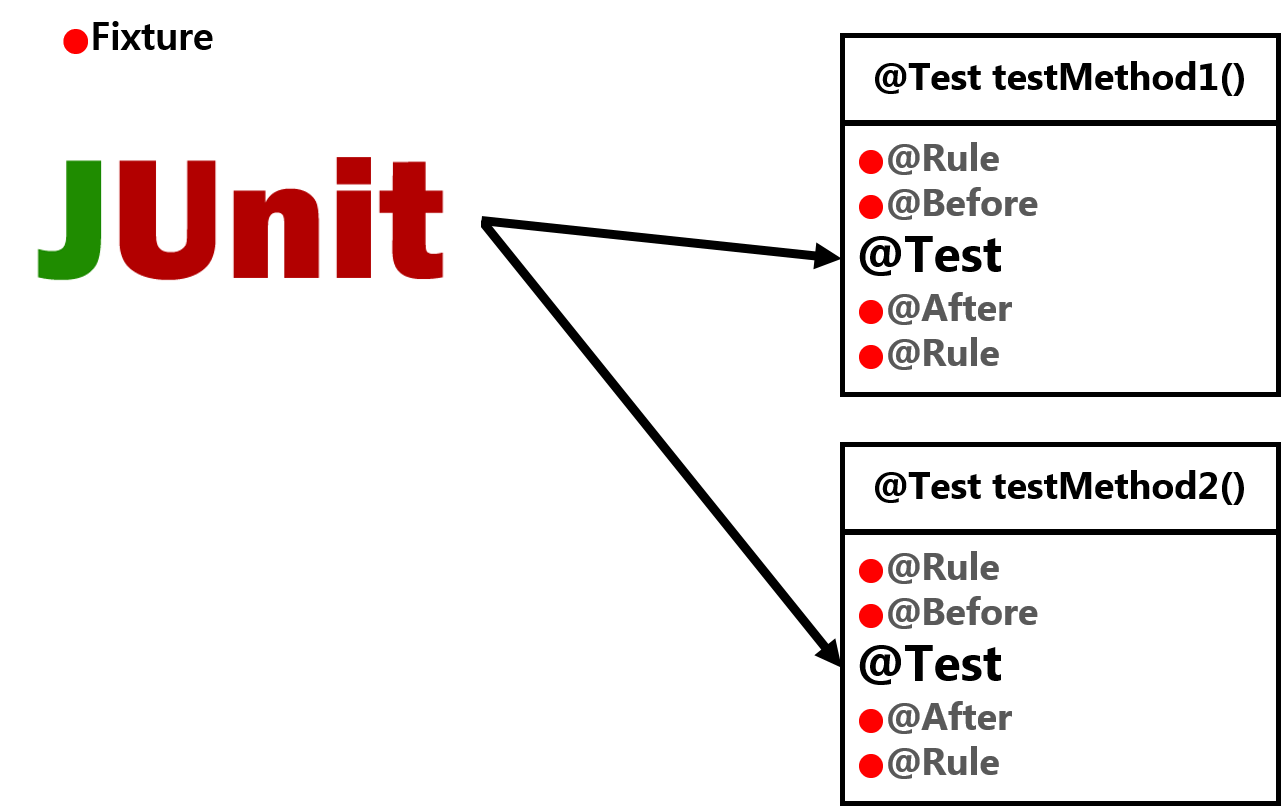 Fixture
JUnit
@Test testMethod1()
@Rule
@Before
@Test
@After
@Rule
@Test testMethod2()
@Rule
@Before
@Test
@After
@Rule